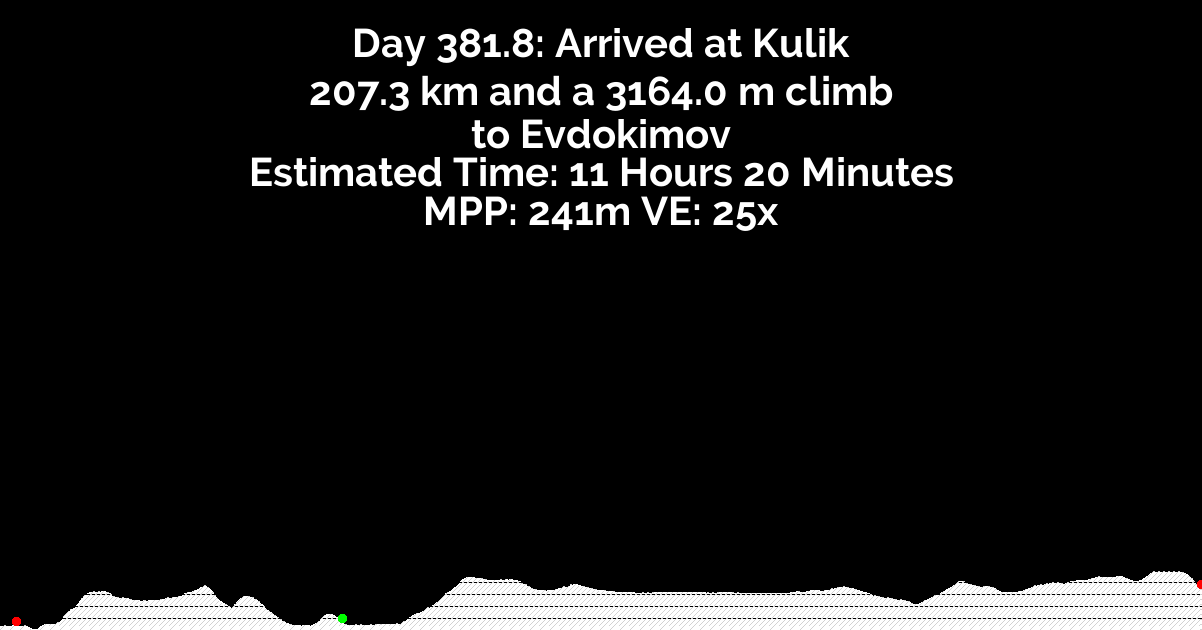 Day 381.8: Arrived at Kulik
207.3 km and a 3164.0 m climb
to Evdokimov
Estimated Time: 11 Hours 20 Minutes
MPP: 241m VE: 25x